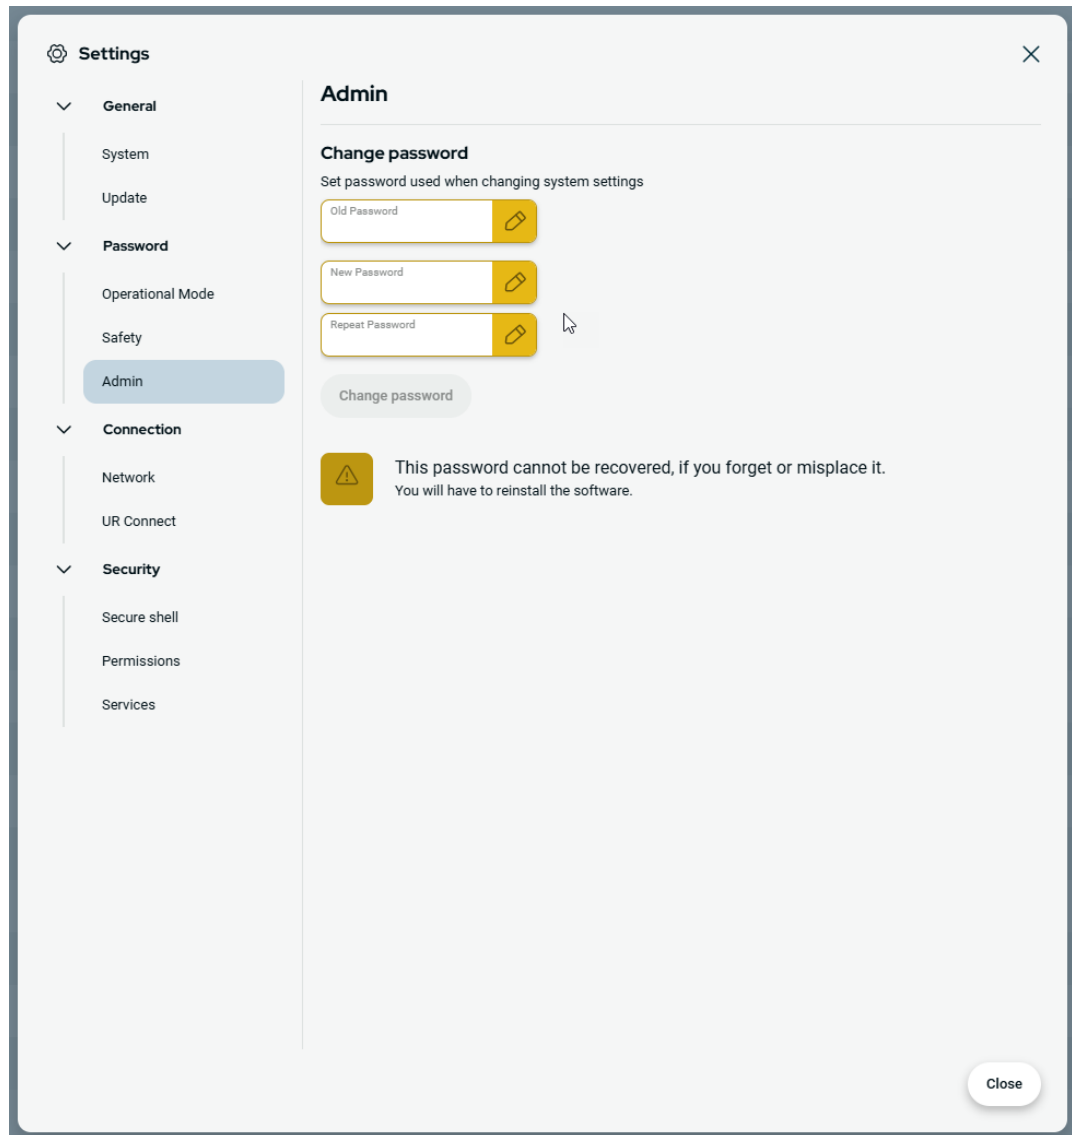 Settings
General
System
Update
Password
Operational Mode
Safety
Admin
Connection
Network
UR Connect
Security
Secure shell
Permissions
Services
Admin
Change password
Set password used when changing system settings
Old Password
New Password
Repeat Password
Change password
This password cannot be recovered, if you forget or misplace it.
You will have to reinstall the software.
Close